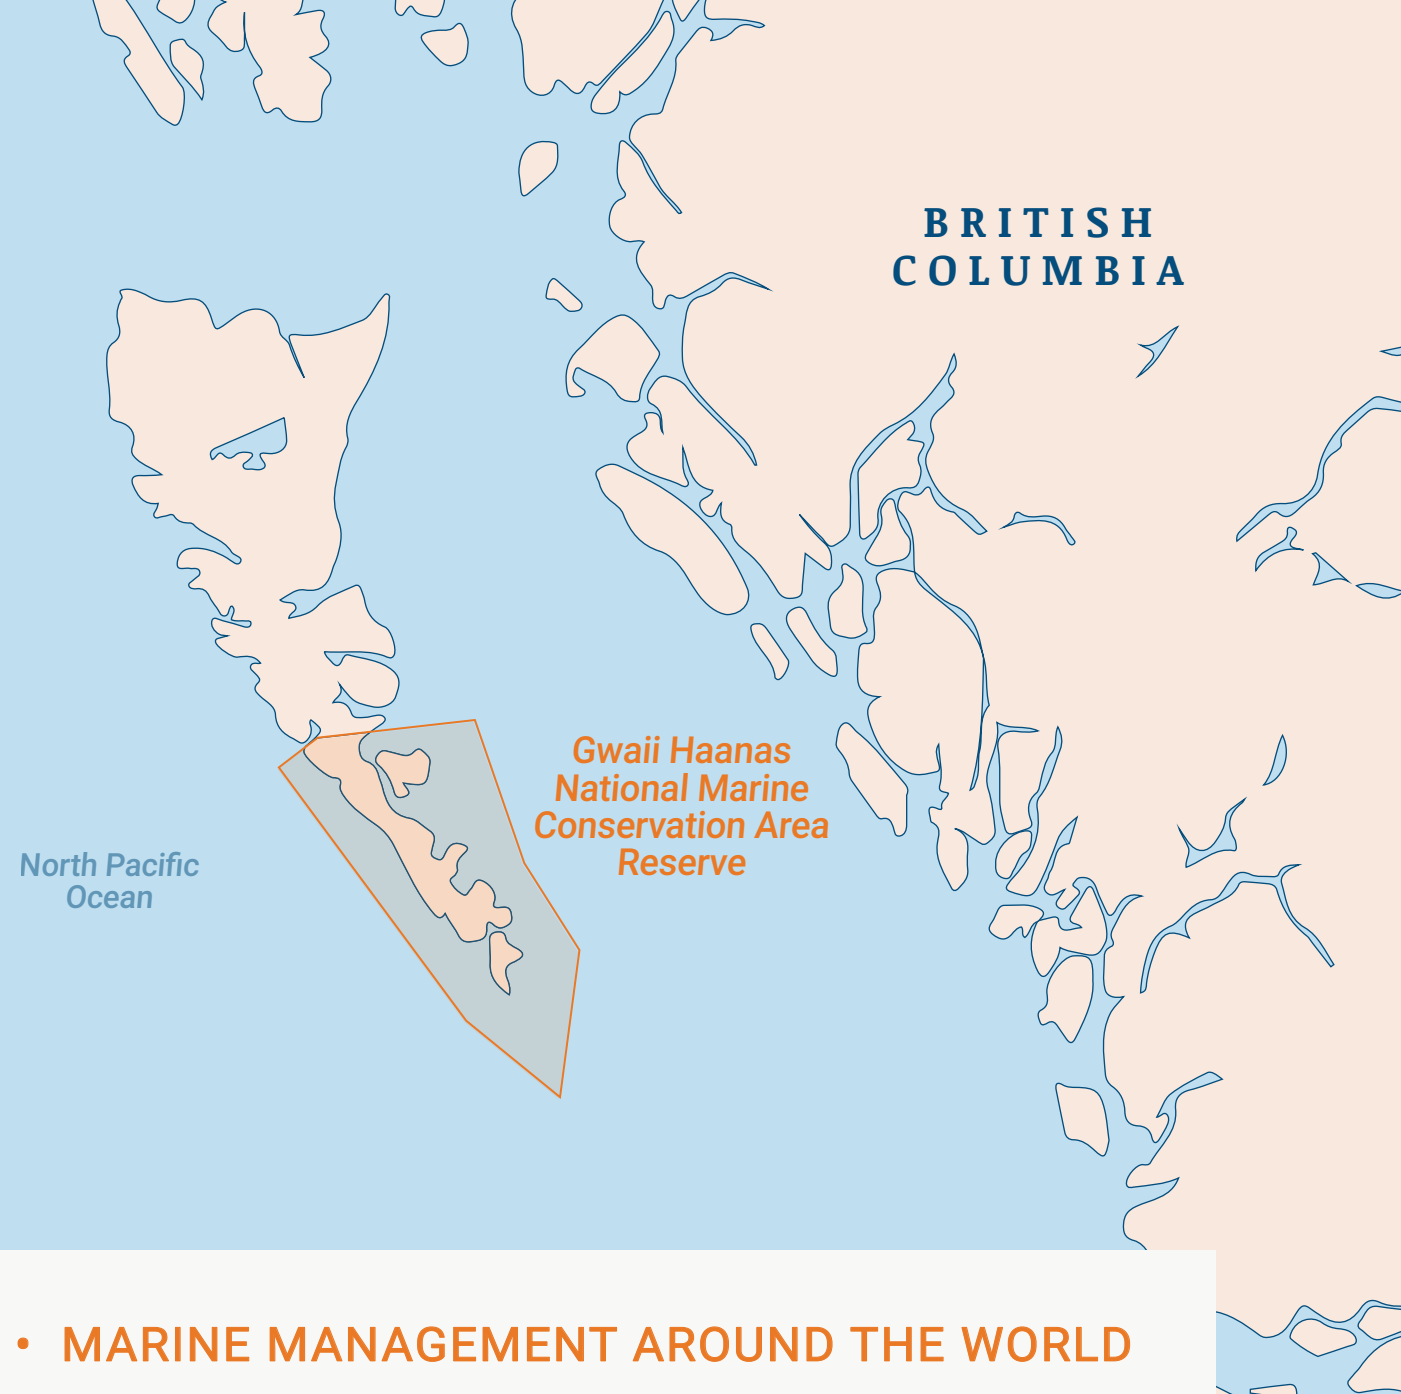 BRITISH
COLUMBIA
Gwaii Haanas
National Marine
Conservation Area
Reserve
North Pacific
Ocean
• MARINE MANAGEMENT AROUND THE WORLD